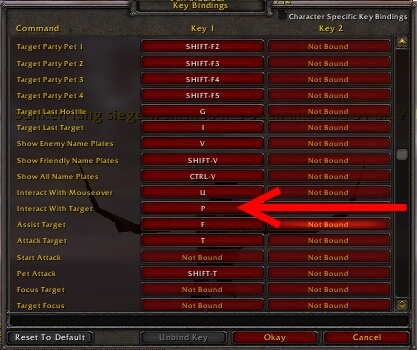 Key Bindings
Character Specific Key Bindings
Command Key 1 Key 2
Target Party Pet 1 SHIFT-F2 Not Bound
Target Party Pet 2 SHIFT-F3 Not Bound
Target Party Pet 3 SHIFT-F4 Not Bound
Target Party Pet 4 SHIFT-F5 Not Bound
Target Last Hostile G Not Bound
Target Last Target I Not Bound
Show Enemy Name Plates V Not Bound
Show Friendly Name Plates SHIFT-V Not Bound
Show All Name Plates CTRL-V Not Bound
Interact With Mouseover U Not Bound
Interact With Target P Not Bound
Assist Target F Not Bound
Attack Target T Not Bound
Start Attack Not Bound Not Bound
Pet Attack SHIFT-T Not Bound
Focus Target Not Bound Not Bound
Target Focus Not Bound Not Bound
Reset To Default Unbind Key Okay Cancel